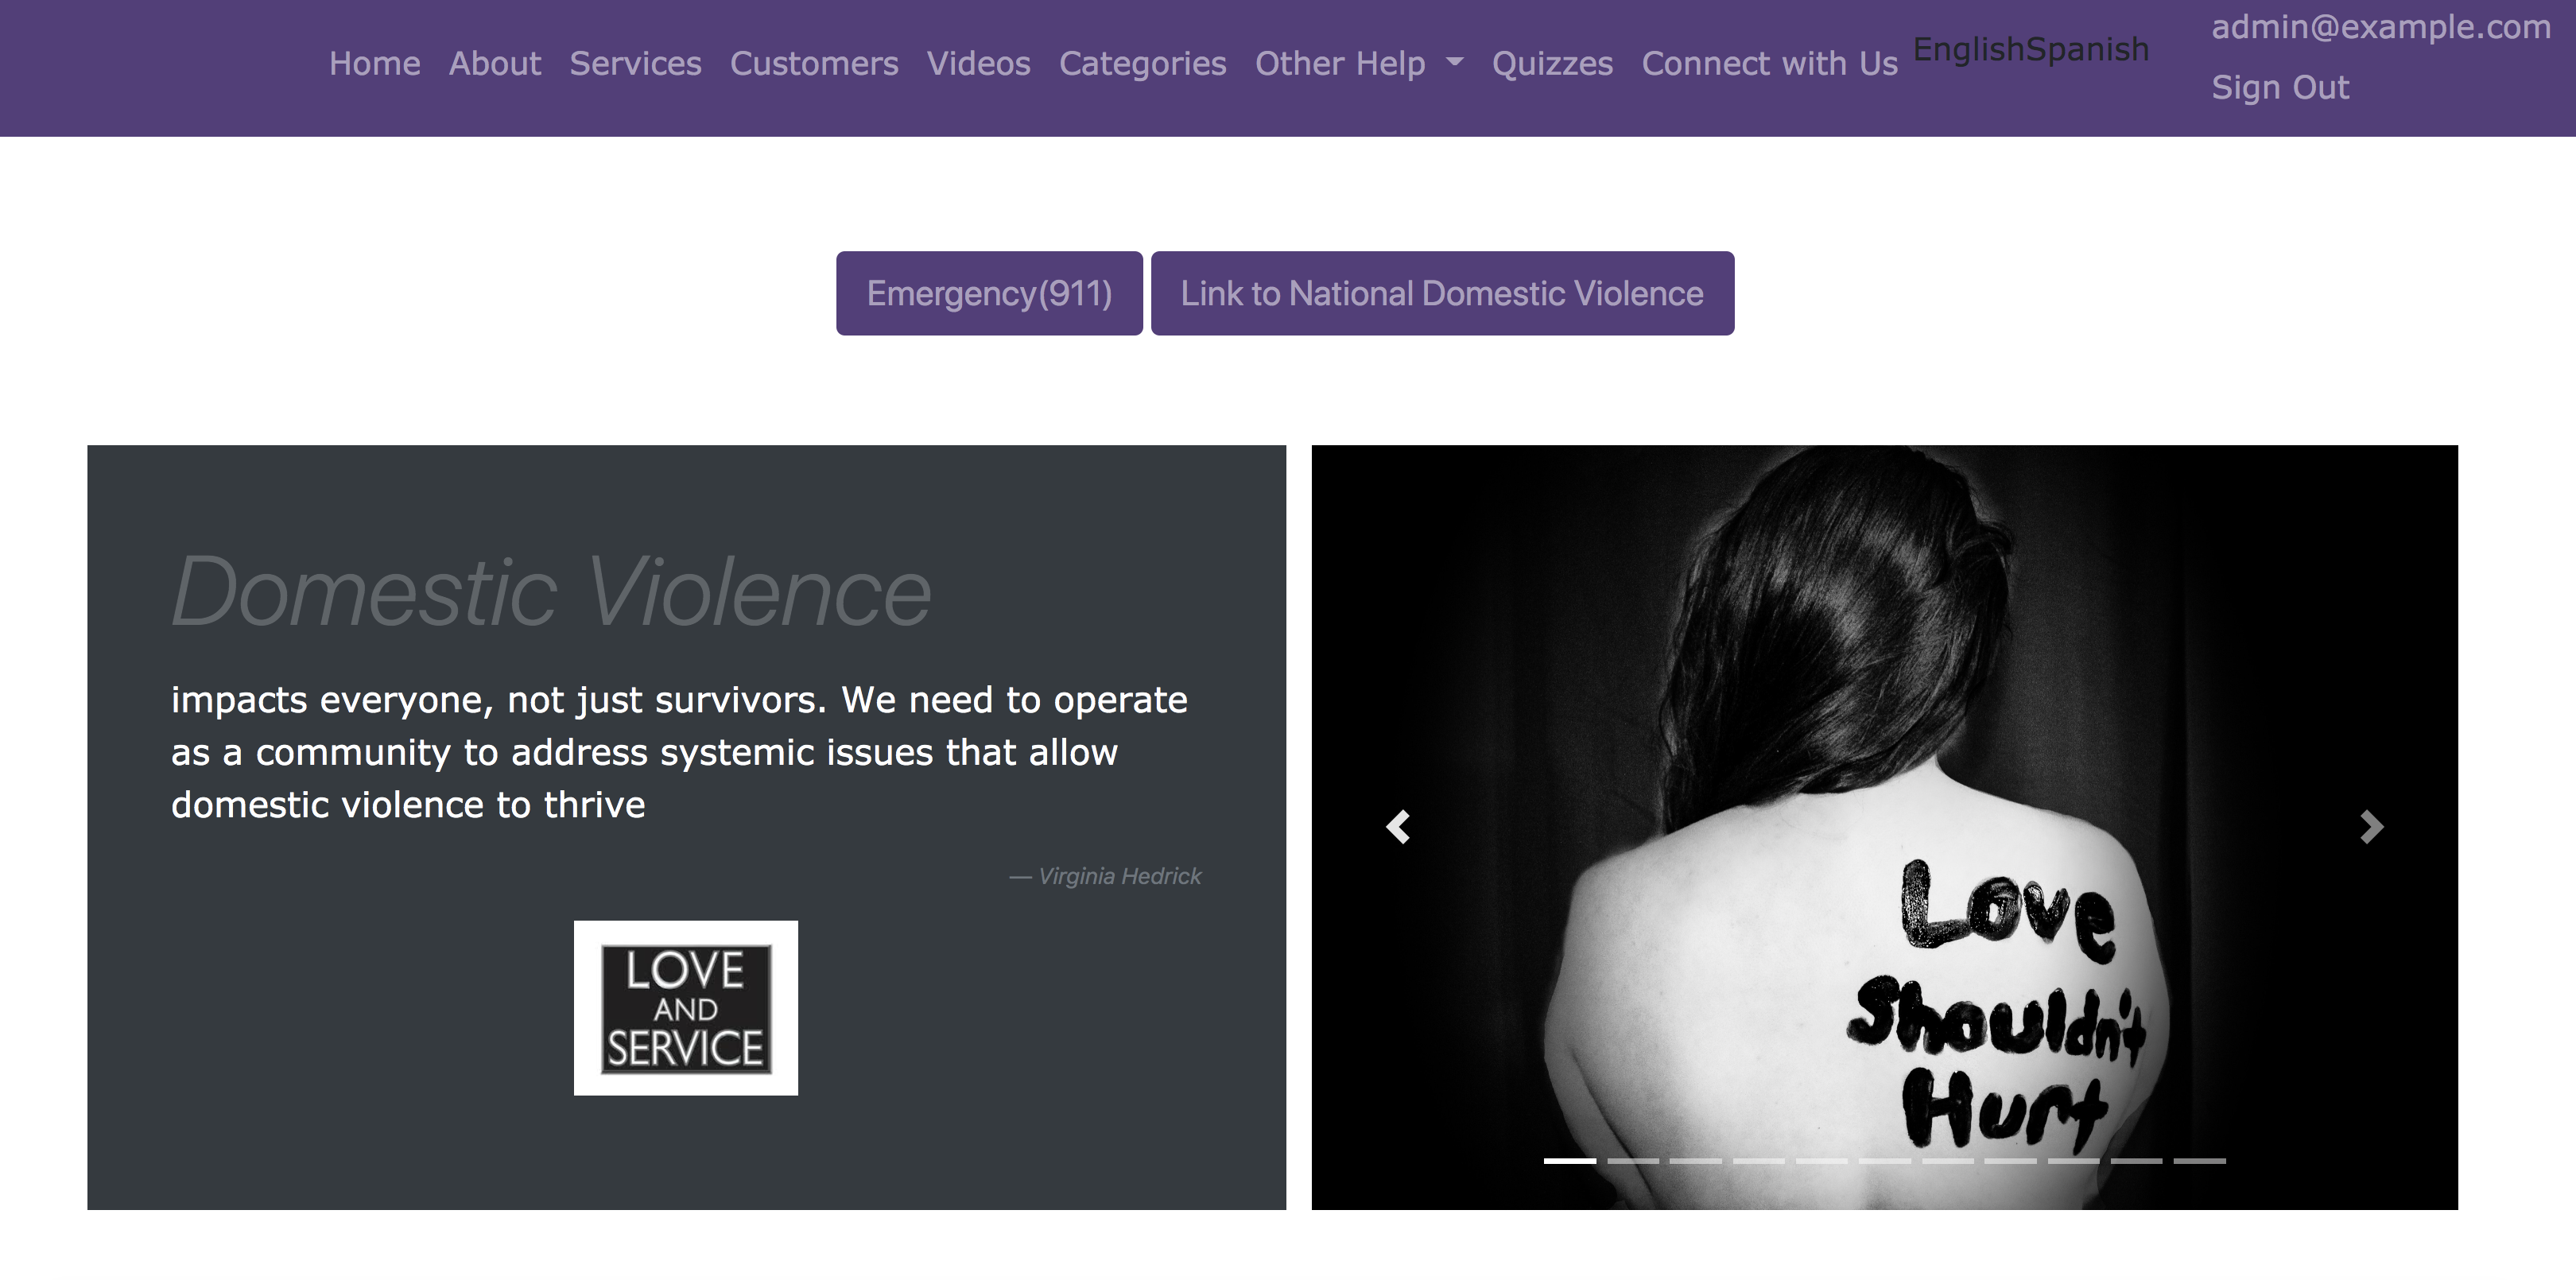 Home About Services Customers Videos Categories Other Help Quizzes Connect with Us EnglishSpanish
admin@example.com
Sign Out
Emergency(911) Link to National Domestic Violence
Domestic Violence
impacts everyone, not just survivors. We need to operate
as a community to address systemic issues that allow
domestic violence to thrive
— Virginia Hedrick
LOVE
AND
SERVICE
Love
Shouldn't
Hurt